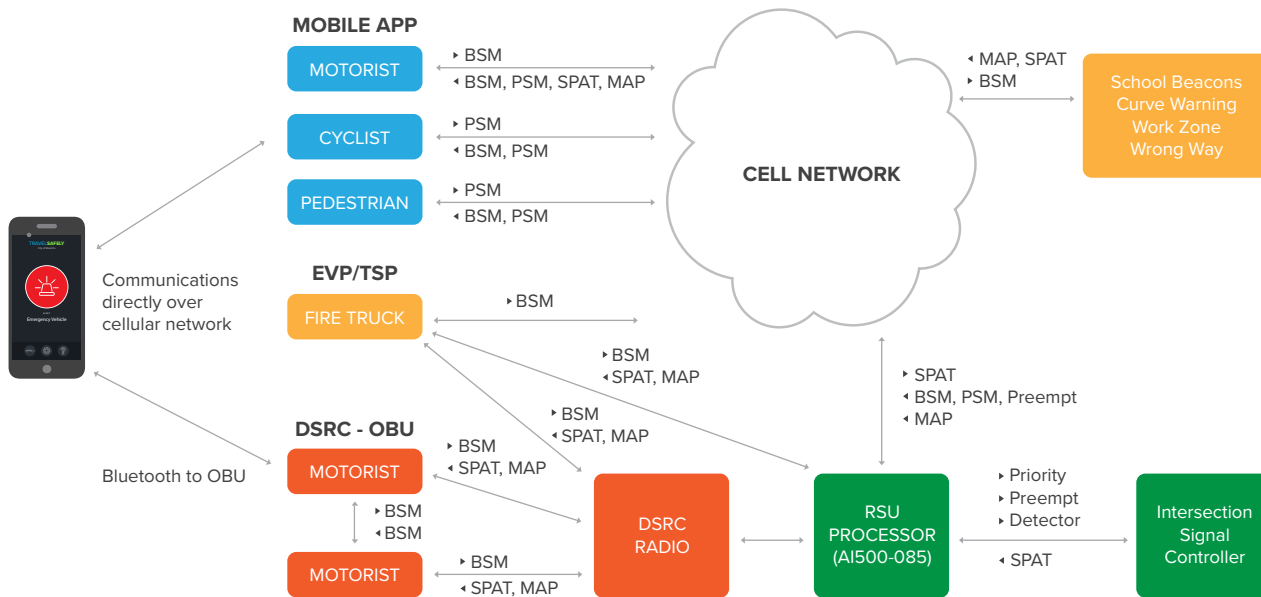 MOBILE APP
MOTORIST
▸ BSM
◂ BSM, PSM, SPAT, MAP
CYCLIST
▸ PSM
◂ BSM, PSM
PEDESTRIAN
▸ PSM
◂ BSM, PSM
CELL NETWORK
◂ MAP, SPAT
▸ BSM
School Beacons
Curve Warning
Work Zone
Wrong Way
TRAVELSAFELY
Emergency Vehicle
Communications
directly over
cellular network
Bluetooth to OBU
EVP/TSP
FIRE TRUCK
▸ BSM
▸ BSM
◂ SPAT, MAP
▸ BSM
◂ SPAT, MAP
▸ SPAT
◂ BSM, PSM, Preempt
◂ MAP
DSRC - OBU
MOTORIST
▸ BSM
◂ SPAT, MAP
▸ BSM
◂ BSM
MOTORIST
▸ BSM
◂ SPAT, MAP
DSRC
RADIO
RSU
PROCESSOR
(AI500-085)
▸ Priority
▸ Preempt
▸ Detector
◂ SPAT
Intersection
Signal
Controller